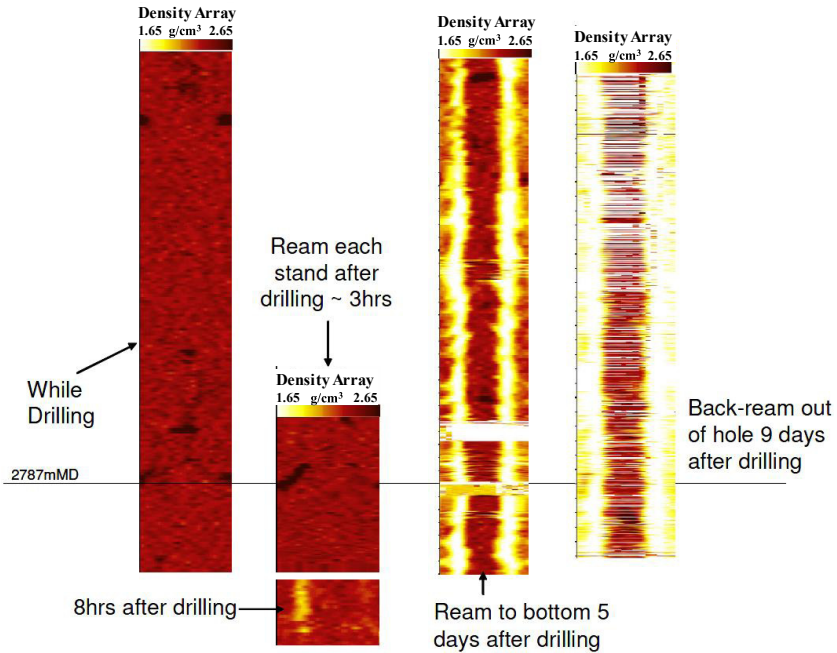 Density Array
1.65 g/cm³ 2.65
Density Array
1.65 g/cm³ 2.65
Density Array
1.65 g/cm³ 2.65
Ream each
stand after
drilling ~ 3hrs
Density Array
1.65 g/cm³ 2.65
While
Drilling
Back-ream out
of hole 9 days
after drilling
2787mMD
8hrs after drilling
Ream to bottom 5
days after drilling